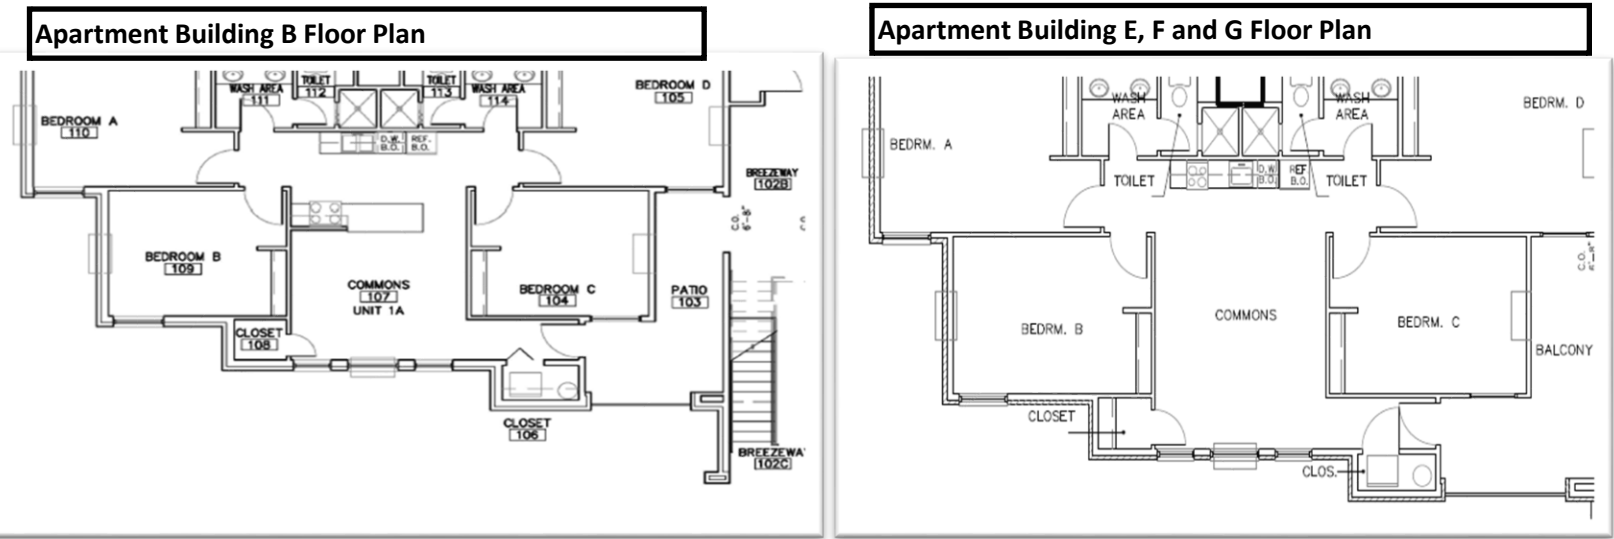 Apartment Building B Floor Plan
BEDROOM A
110
WASH AREA
111
TOILET
112
TOILET
113
WASH AREA
114
BEDROOM D
105
D.W.
B.O.
REF.
B.O.
BREEZEWAY
102B
C.O.
6'-8"
BEDROOM B
109
COMMONS
107
UNIT 1A
BEDROOM C
104
PATIO
103
CLOSET
108
CLOSET
106
BREEZEWA
102C
Apartment Building E, F and G Floor Plan
BEDRM. A
WASH
AREA
WASH
AREA
BEDRM. D
TOILET
D.W.
B.O.
REF
B.O.
TOILET
C.O.
BEDRM. B
COMMONS
BEDRM. C
BALCONY
CLOSET
CLOS.